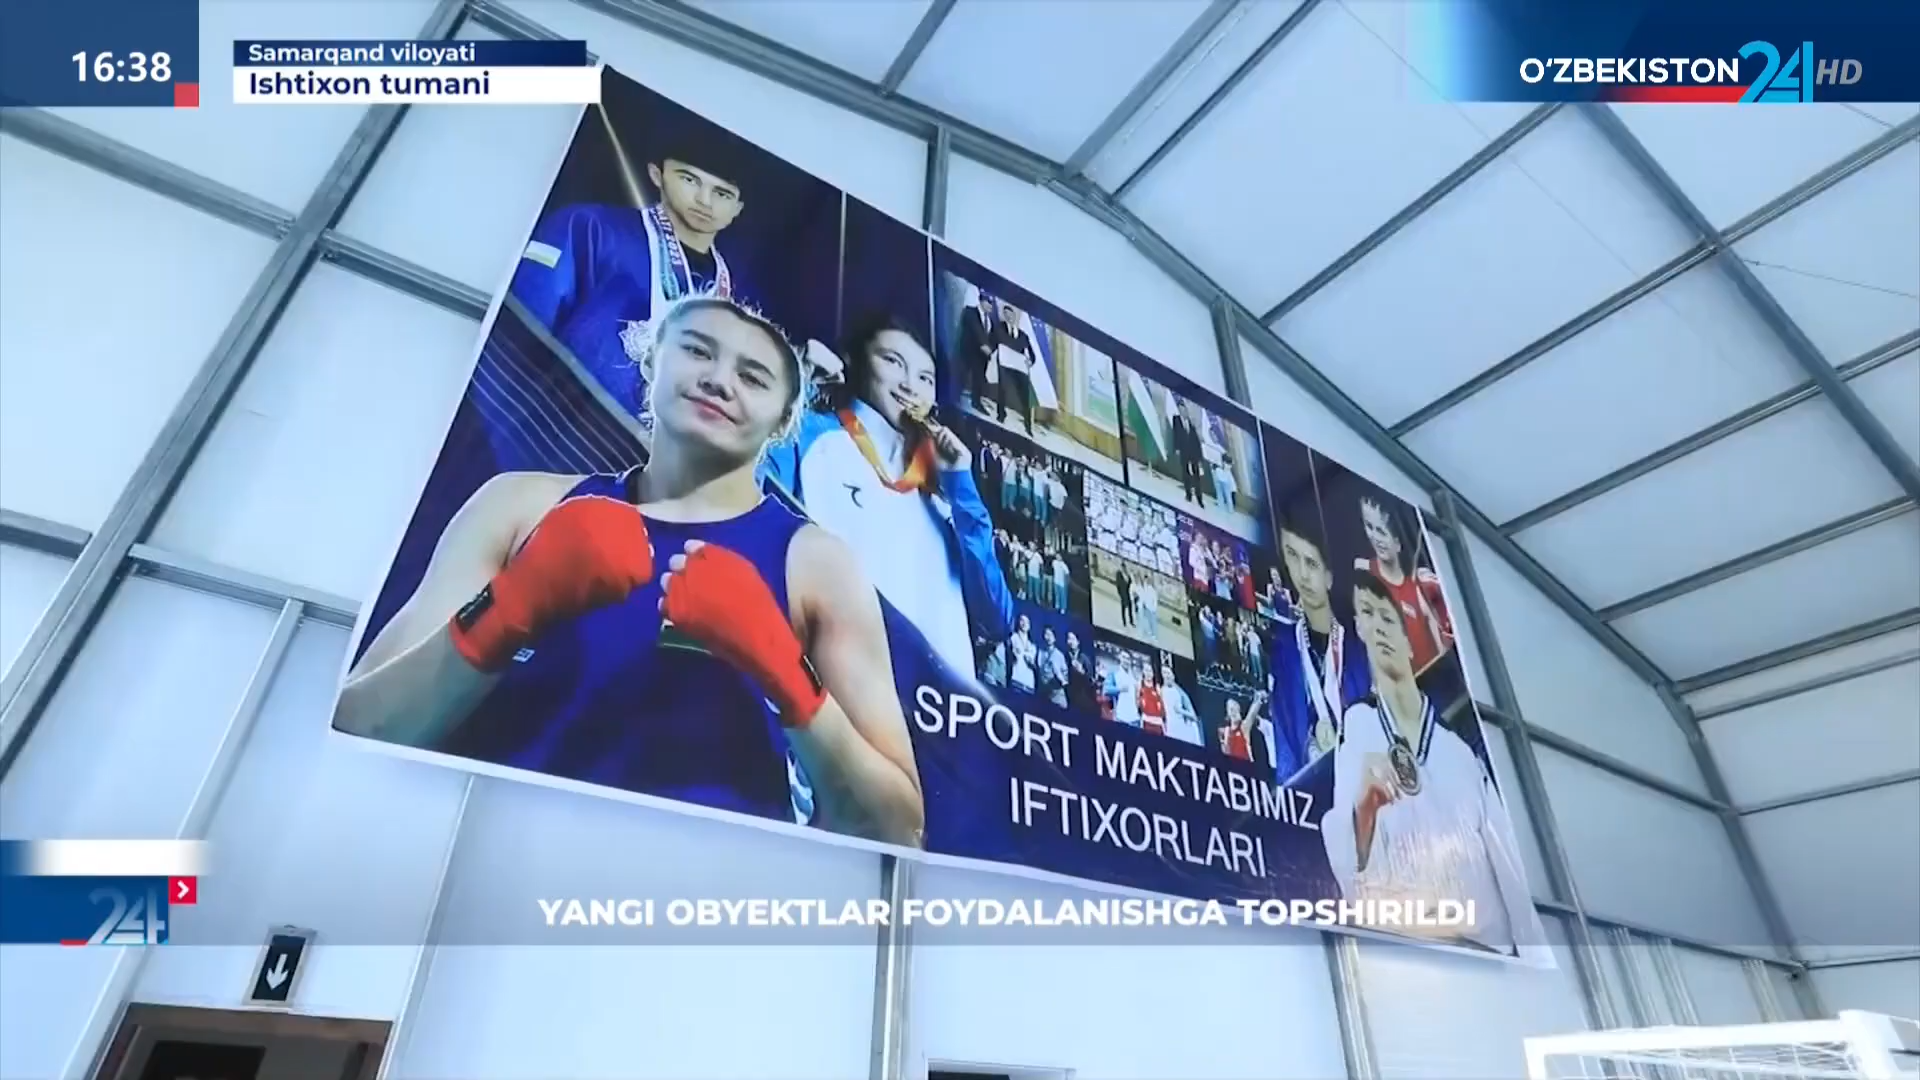 16:38
Samarqand viloyati
Ishtixon tumani
O‘ZBEKISTON 24 HD
SPORT MAKTABIMIZ
IFTIXORLARI
YANGI OBYEKTLAR FOYDALANISHGA TOPSHIRILDI
24